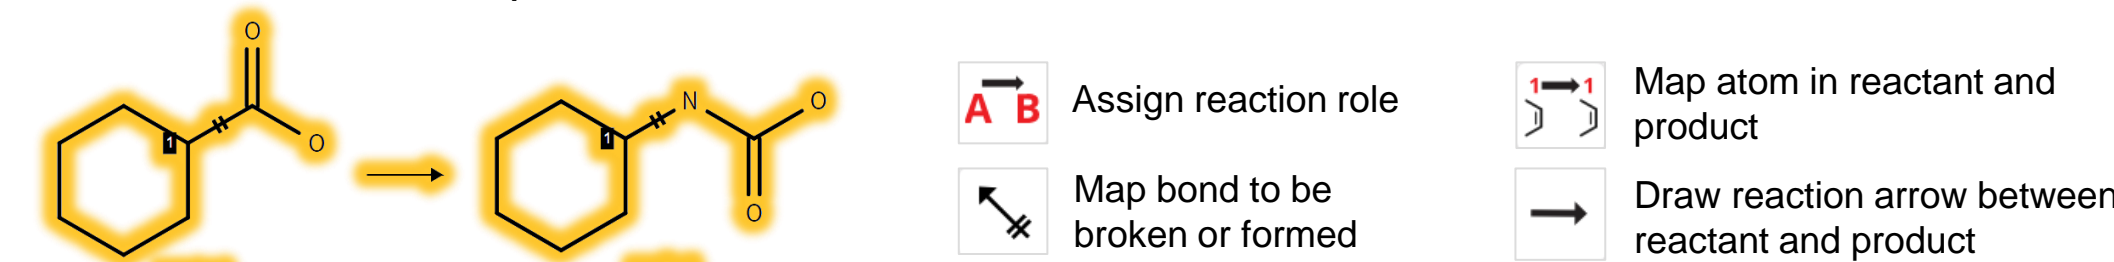 O
O
1
N
O
1
O
A B
Assign reaction role
Map bond to be
broken or formed
1 1
Map atom in reactant and
product
Draw reaction arrow between
reactant and product